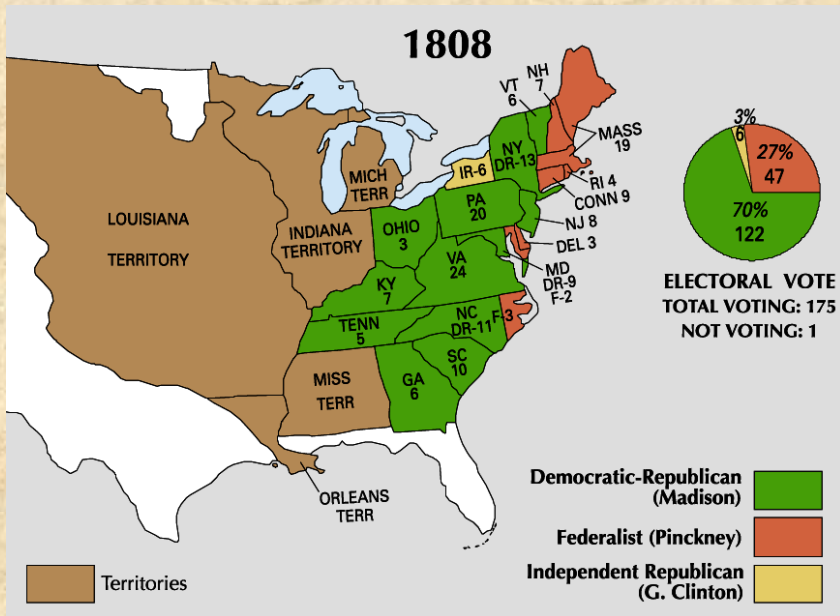 1808
NH
7
VT
6
MASS
19
NY
DR-13
IR-6
RI 4
CONN 9
MICH
TERR
PA
20
NJ 8
LOUISIANA
TERRITORY
INDIANA
TERRITORY
OHIO
3
DEL 3
VA
24
MD
DR-9
F-2
KY
7
NC
DR-11
F-3
TENN
5
SC
10
MISS
TERR
GA
6
ORLEANS
TERR
3%
6
27%
47
70%
122
ELECTORAL VOTE
TOTAL VOTING: 175
NOT VOTING: 1
Democratic-Republican
(Madison)
Federalist (Pinckney)
Independent Republican
(G. Clinton)
Territories